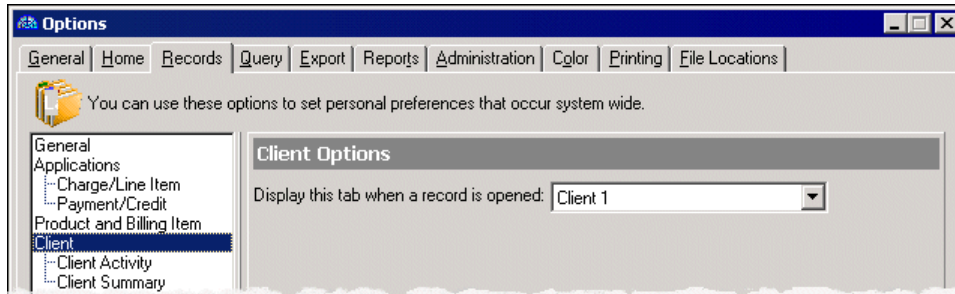 Options
General Home Records Query Export Reports Administration Color Printing File Locations
You can use these options to set personal preferences that occur system wide.
General
Applications
Charge/Line Item
Payment/Credit
Product and Billing Item
Client
Client Activity
Client Summary
Client Options
Display this tab when a record is opened: Client 1